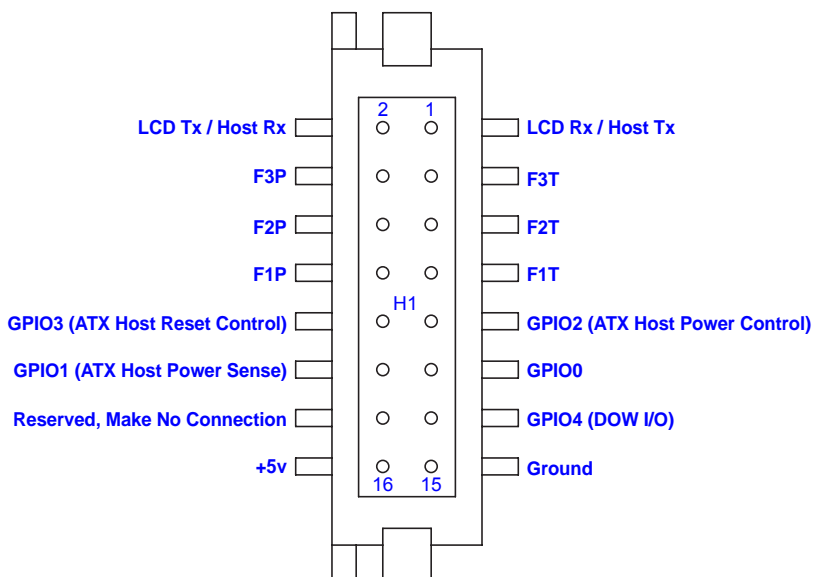 2 1
LCD Tx / Host Rx LCD Rx / Host Tx
F3P F3T
F2P F2T
F1P F1T
H1
GPIO3 (ATX Host Reset Control) GPIO2 (ATX Host Power Control)
GPIO1 (ATX Host Power Sense) GPIO0
Reserved, Make No Connection GPIO4 (DOW I/O)
+5v Ground
16 15